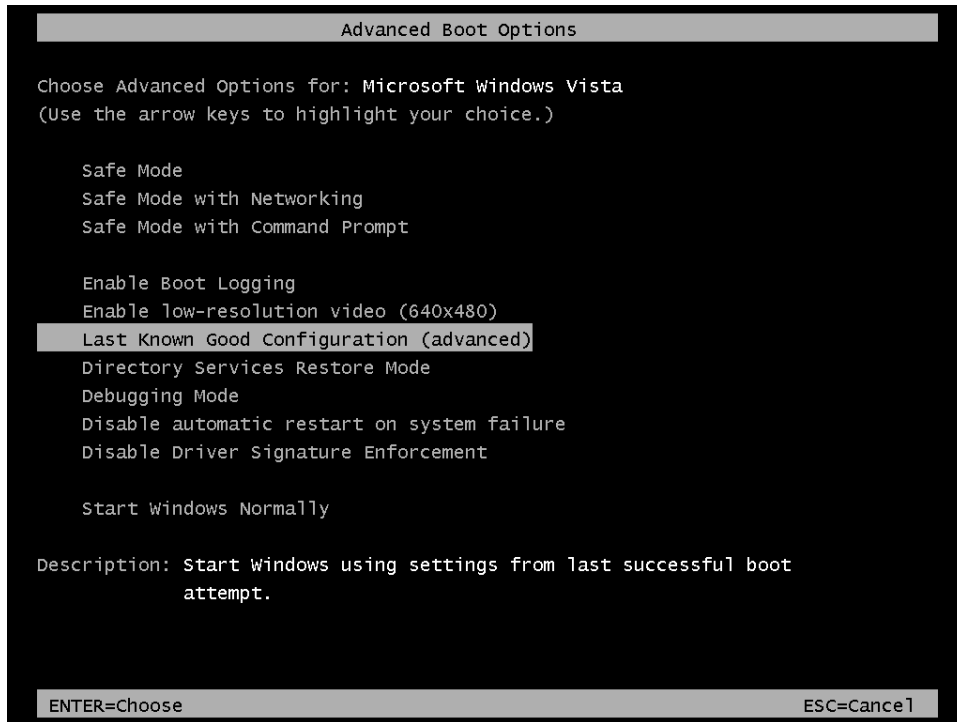 Advanced Boot Options
Choose Advanced Options for: Microsoft Windows Vista
(Use the arrow keys to highlight your choice.)
Safe Mode
Safe Mode with Networking
Safe Mode with Command Prompt
Enable Boot Logging
Enable low-resolution video (640x480)
Last Known Good Configuration (advanced)
Directory Services Restore Mode
Debugging Mode
Disable automatic restart on system failure
Disable Driver Signature Enforcement
Start Windows Normally
Description: Start Windows using settings from last successful boot
attempt.
ENTER=Choose ESC=Cancel